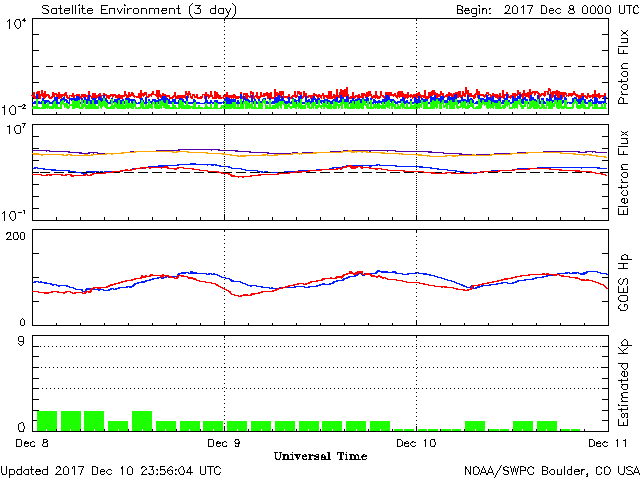 Satellite Environment (3 day)
Begin: 2017 Dec 8 0000 UTC
10⁴
10⁻²
Proton Flux
10⁷
10⁻¹
Electron Flux
200
0
GOES Hp
9
0
Estimated Kp
Dec 8 Dec 9 Dec 10 Dec 11
Universal Time
Updated 2017 Dec 10 23:56:04 UTC
NOAA/SWPC Boulder, CO USA